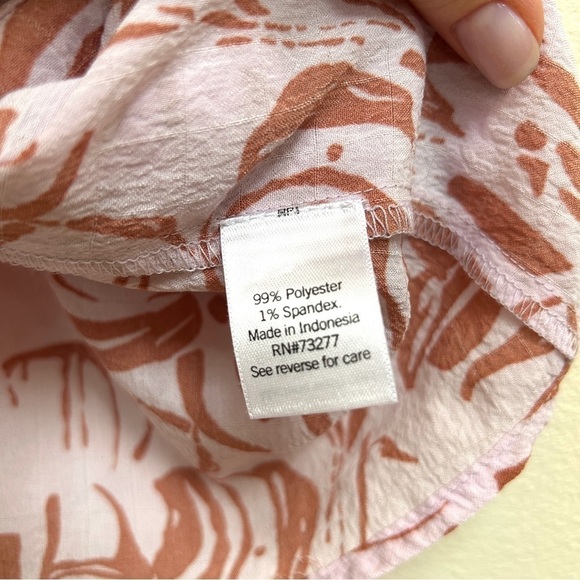 99% Polyester
1% Spandex.
Made in Indonesia
RN#73277
See reverse for care